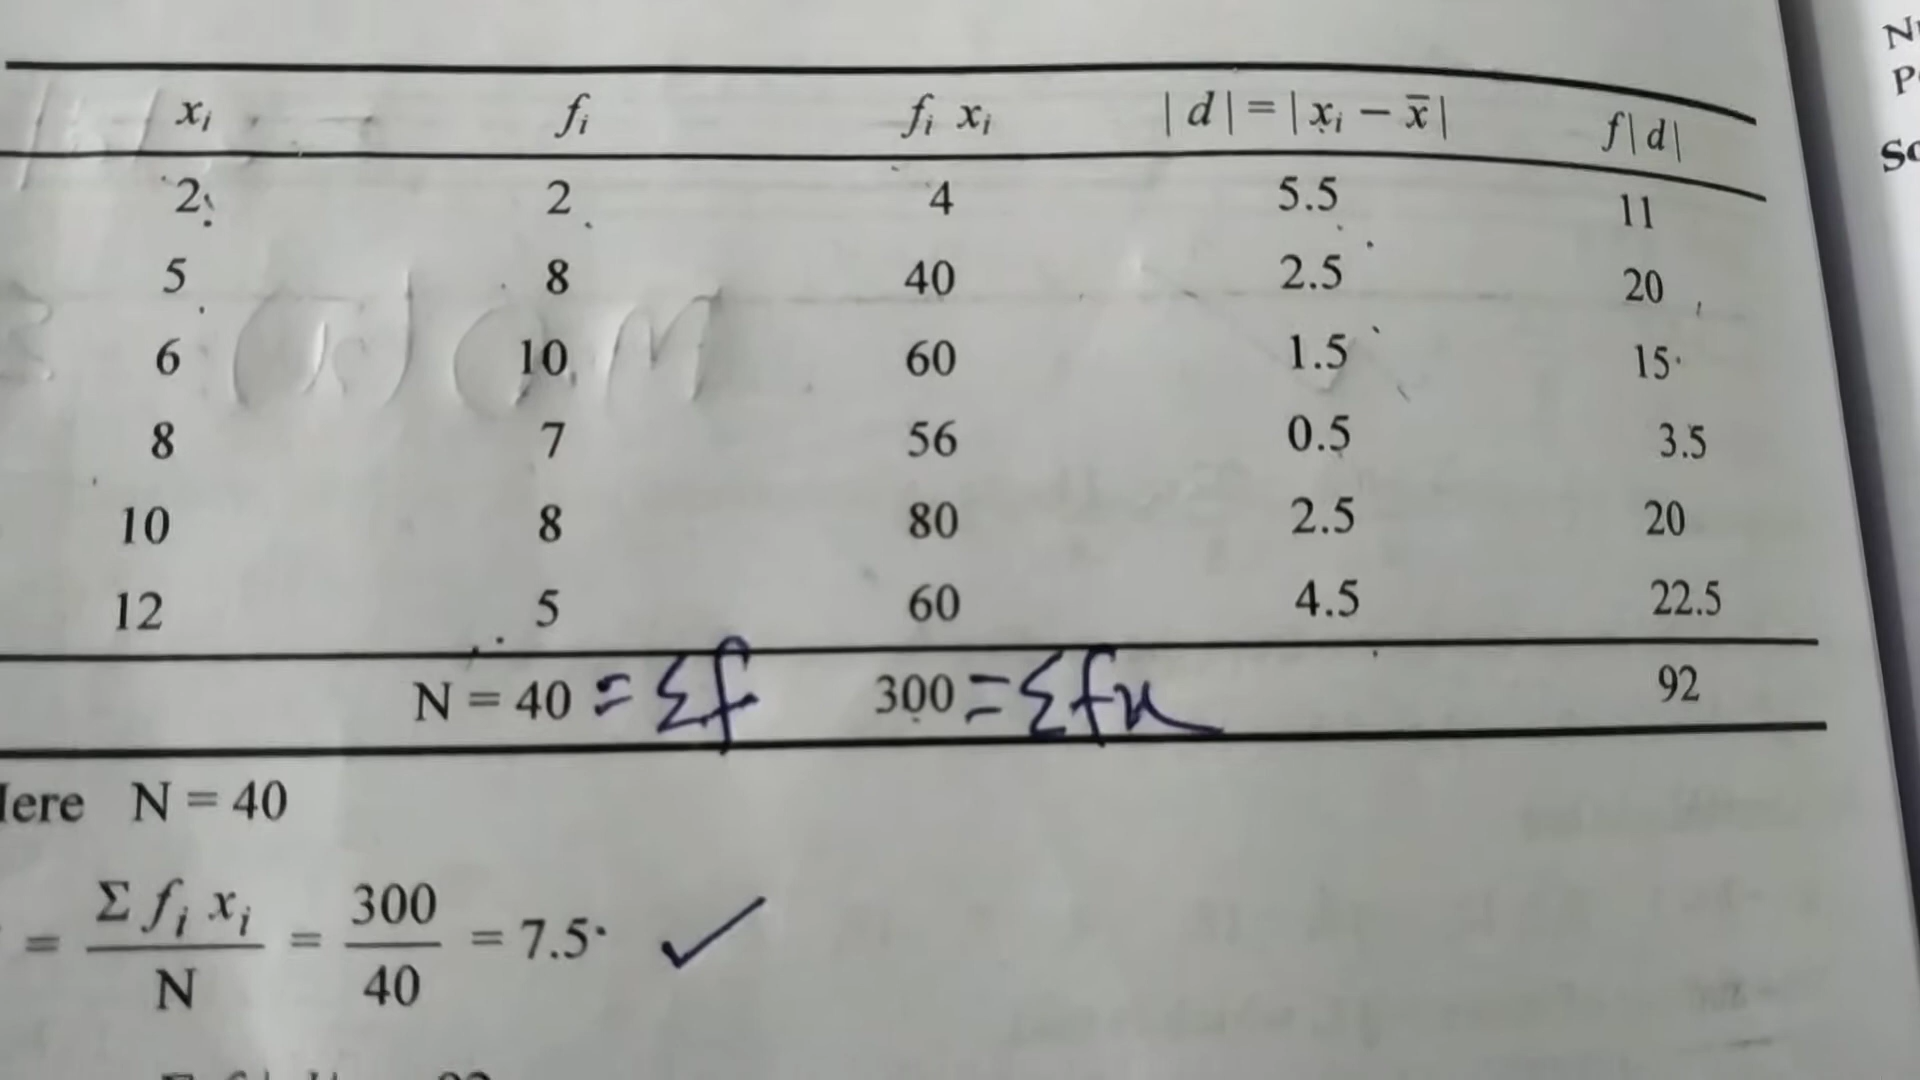 xᵢ fᵢ fᵢ xᵢ |d| = |xᵢ − x̄| f|d|
2 2 4 5.5 11
5 8 40 2.5 20
6 10 60 1.5 15
8 7 56 0.5 3.5
10 8 80 2.5 20
12 5 60 4.5 22.5
N = 40 = Σf 300 = Σfx 92
Here N = 40
= Σ fᵢ xᵢ / N = 300 / 40 = 7.5 ✓